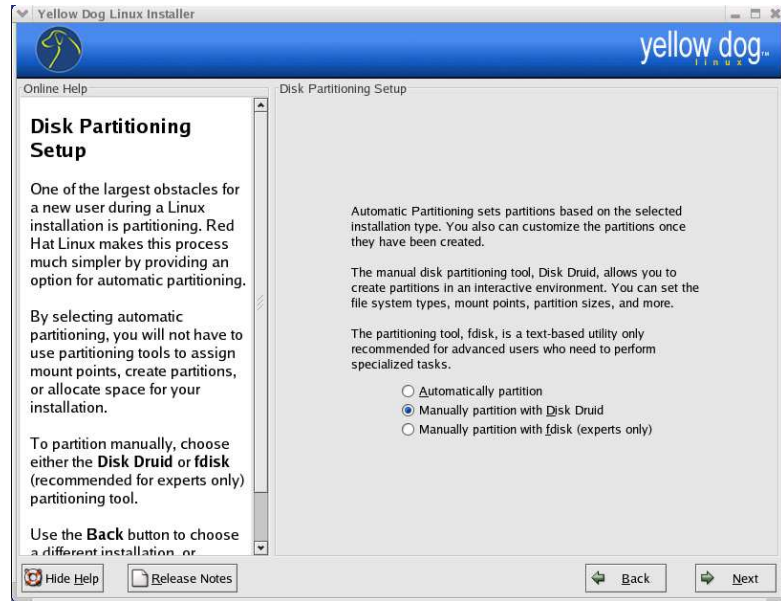 Yellow Dog Linux Installer
yellow dog™
linux
Online Help
Disk Partitioning
Setup
One of the largest obstacles for
a new user during a Linux
installation is partitioning. Red
Hat Linux makes this process
much simpler by providing an
option for automatic partitioning.
By selecting automatic
partitioning, you will not have to
use partitioning tools to assign
mount points, create partitions,
or allocate space for your
installation.
To partition manually, choose
either the Disk Druid or fdisk
(recommended for experts only)
partitioning tool.
Use the Back button to choose
a different installation, or
Disk Partitioning Setup
Automatic Partitioning sets partitions based on the selected
installation type. You also can customize the partitions once
they have been created.
The manual disk partitioning tool, Disk Druid, allows you to
create partitions in an interactive environment. You can set the
file system types, mount points, partition sizes, and more.
The partitioning tool, fdisk, is a text-based utility only
recommended for advanced users who need to perform
specialized tasks.
Automatically partition
Manually partition with Disk Druid
Manually partition with fdisk (experts only)
Hide Help
Release Notes
Back
Next